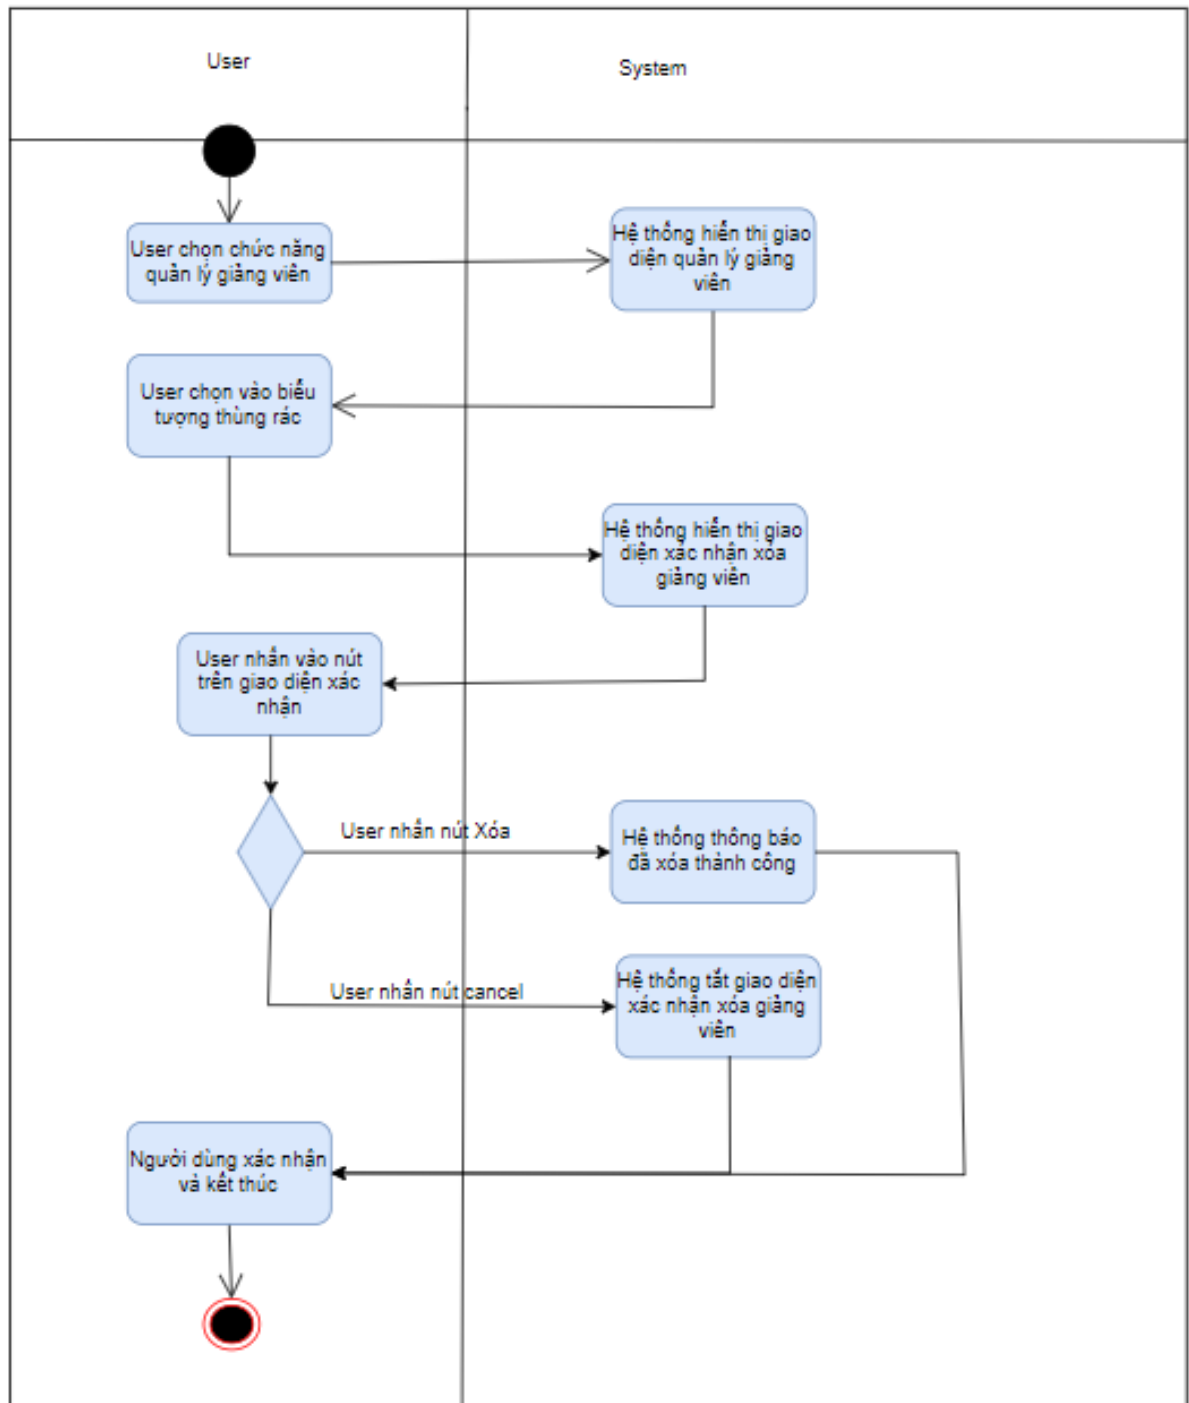 User
System
User chọn chức năng
quản lý giảng viên
Hệ thống hiển thị giao
diện quản lý giảng
viên
User chọn vào biểu
tượng thùng rác
Hệ thống hiển thị giao
diện xác nhận xóa
giảng viên
User nhấn vào nút
trên giao diện xác
nhận
User nhấn nút Xóa
Hệ thống thông báo
đã xóa thành công
User nhấn nút cancel
Hệ thống tắt giao diện
xác nhận xóa giảng
viên
Người dùng xác nhận
và kết thúc